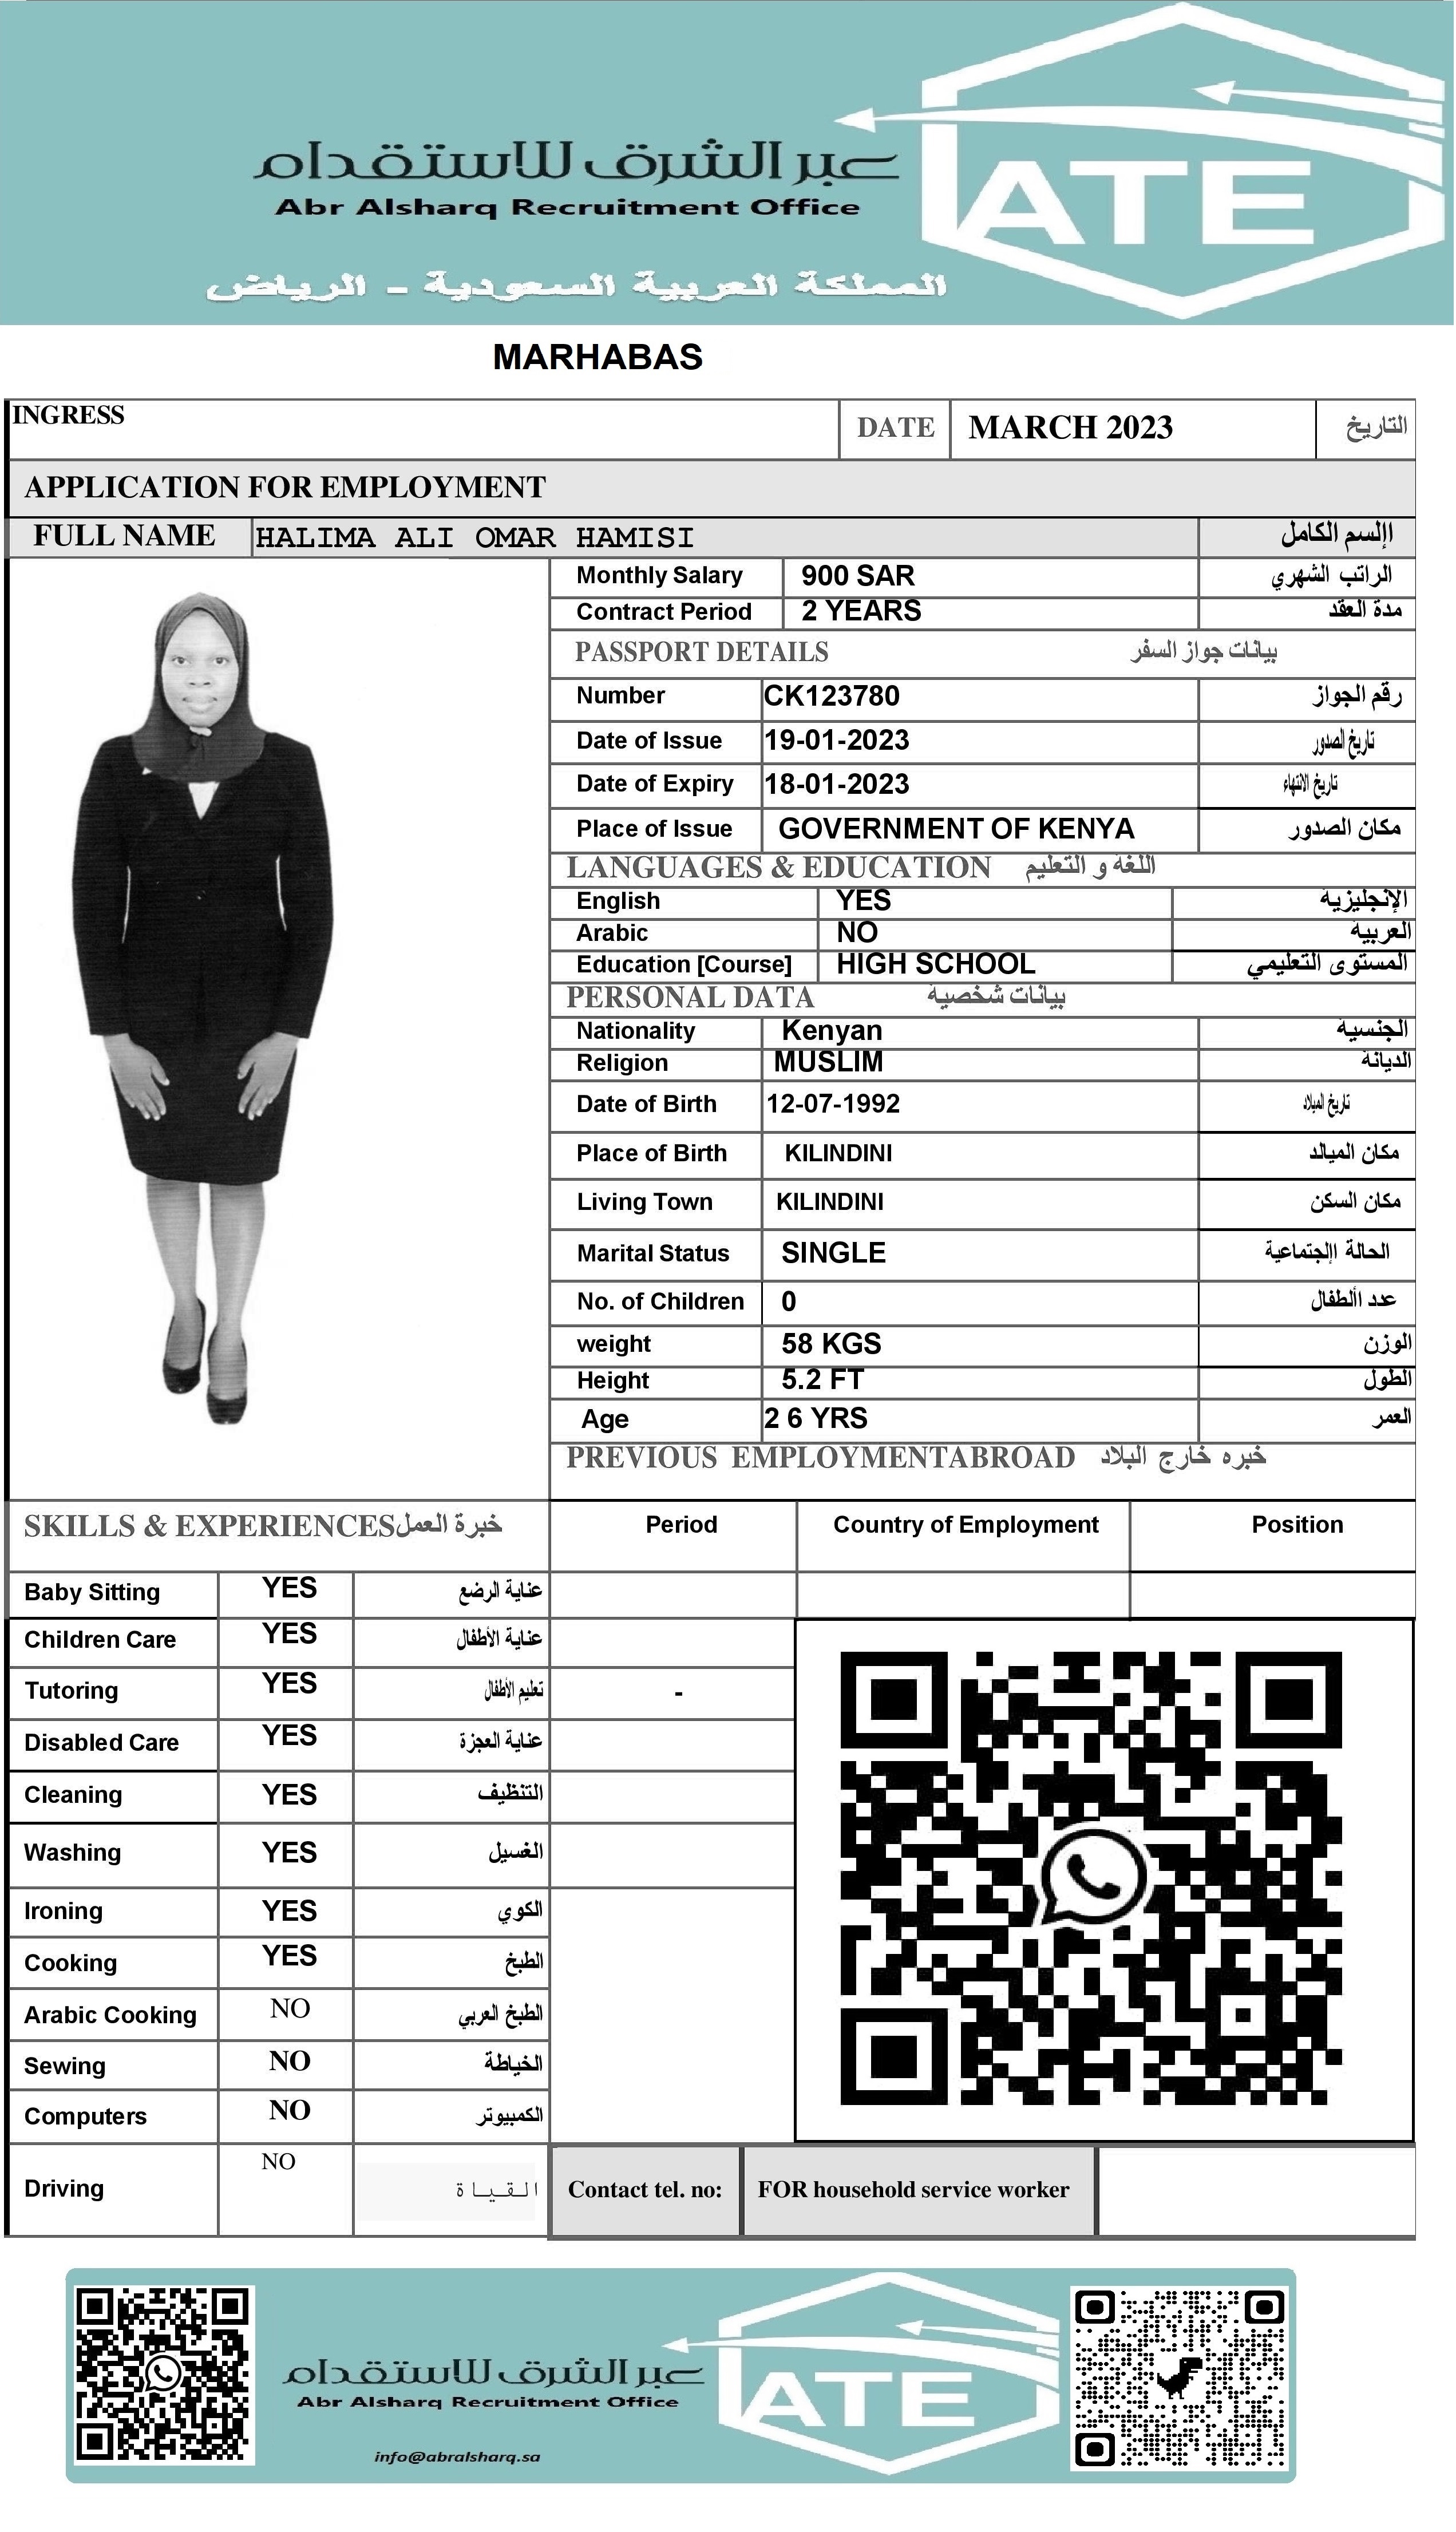 عبر الشرق للاستقدام
Abr Alsharq Recruitment Office
المملكة العربية السعودية - الرياض
ATE
MARHABAS
INGRESS DATE MARCH 2023 التاريخ
APPLICATION FOR EMPLOYMENT
FULL NAME HALIMA ALI OMAR HAMISI اإلسم الكامل
Monthly Salary 900 SAR الراتب الشهري
Contract Period 2 YEARS مدة العقد
PASSPORT DETAILS بيانات جواز السفر
Number CK123780 رقم الجواز
Date of Issue 19-01-2023 تاريخ الصدور
Date of Expiry 18-01-2023 تاريخ الانتهاء
Place of Issue GOVERNMENT OF KENYA مكان الصدور
LANGUAGES & EDUCATION اللغة و التعليم
English YES الإنجليزية
Arabic NO العربية
Education [Course] HIGH SCHOOL المستوى التعليمي
PERSONAL DATA بيانات شخصية
Nationality Kenyan الجنسية
Religion MUSLIM الديانة
Date of Birth 12-07-1992 تاريخ الميلاد
Place of Birth KILINDINI مكان الميالد
Living Town KILINDINI مكان السكن
Marital Status SINGLE الحالة اإلجتماعية
No. of Children 0 عدد األطفال
weight 58 KGS الوزن
Height 5.2 FT الطول
Age 2 6 YRS العمر
PREVIOUS EMPLOYMENTABROAD خبره خارج البلاد
SKILLS & EXPERIENCES خبرة العمل Period Country of Employment Position
Baby Sitting YES عناية الرضع
Children Care YES عناية الأطفال
Tutoring YES تعليم الأطفال -
Disabled Care YES عناية العجزة
Cleaning YES التنظيف
Washing YES الغسيل
Ironing YES الكوي
Cooking YES الطبخ
Arabic Cooking NO الطبخ العربي
Sewing NO الخياطة
Computers NO الكمبيوتر
Driving NO القياة Contact tel. no: FOR household service worker
عبر الشرق للاستقدام
Abr Alsharq Recruitment Office
ATE
info@abralsharq.sa